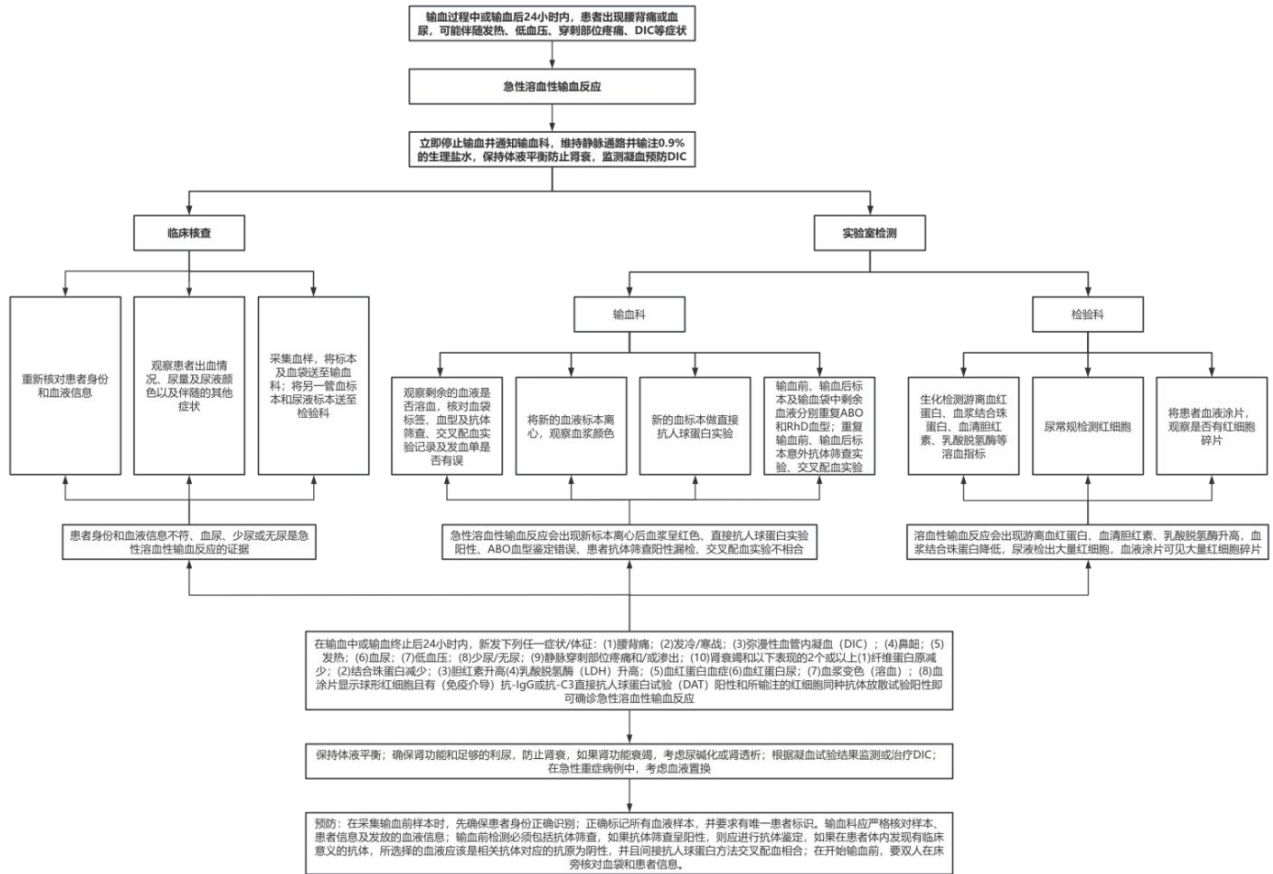 输血过程中或输血后24小时内，患者出现腰背痛或血
尿，可能伴随发热、低血压、穿刺部位疼痛、DIC等症状
急性溶血性输血反应
立即停止输血并通知输血科，维持静脉通路并输注0.9%
的生理盐水，保持体液平衡防止肾衰，监测凝血预防DIC
临床核查
实验室检测
输血科
检验科
重新核对患者身份
和血液信息
观察患者出血情
况、尿量及尿液颜
色以及伴随的其他
症状
采集血样，将标本
及血袋送至输血
科；将另一管血标
本和尿液标本送至
检验科
观察剩余的血液是
否溶血，核对血袋
标签、血型及抗体
筛查、交叉配血实
验记录及发血单是
否有误
将新的血液标本离
心，观察血浆颜色
新的血标本做直接
抗人球蛋白实验
输血前、输血后标
本及输血袋中剩余
血液分别重复ABO
和RhD血型；重复
输血前、输血后标
本意外抗体筛查实
验、交叉配血实验
生化检测游离血红
蛋白、血浆结合珠
蛋白、血清胆红
素、乳酸脱氢酶等
溶血指标
尿常规检测红细胞
将患者血液涂片，
观察是否有红细胞
碎片
患者身份和血液信息不符、血尿、少尿或无尿是急
性溶血性输血反应的证据
急性溶血性输血反应会出现新标本离心后血浆呈红色、直接抗人球蛋白实验
阳性、ABO血型鉴定错误、患者抗体筛查阳性漏检、交叉配血实验不相合
溶血性输血反应会出现游离血红蛋白、血清胆红素、乳酸脱氢酶升高，血
浆结合珠蛋白降低，尿液检出大量红细胞，血液涂片可见大量红细胞碎片
在输血中或输血终止后24小时内，新发下列任一症状/体征：(1)腰背痛；(2)发冷/寒战；(3)弥漫性血管内凝血（DIC）；(4)鼻衄；(5)
发热；(6)血尿；(7)低血压；(8)少尿/无尿；(9)静脉穿刺部位疼痛和/或渗出；(10)肾衰竭和以下表现的2个或以上(1)纤维蛋白原减
少；(2)结合珠蛋白减少；(3)胆红素升高(4)乳酸脱氢酶（LDH）升高；(5)血红蛋白血症(6)血红蛋白尿；(7)血浆变色（溶血）；(8)血
涂片显示球形红细胞且有（免疫介导）抗-IgG或抗-C3直接抗人球蛋白试验（DAT）阳性和所输注的红细胞同种抗体放散试验阳性即
可确诊急性溶血性输血反应
保持体液平衡；确保肾功能和足够的利尿，防止肾衰，如果肾功能衰竭，考虑尿碱化或肾透析；根据凝血试验结果监测或治疗DIC；
在急性重症病例中，考虑血液置换
预防：在采集输血前样本时，先确保患者身份正确识别；正确标记所有血液样本，并要求有唯一患者标识。输血科应严格核对样本、
患者信息及发放的血液信息；输血前检测必须包括抗体筛查，如果抗体筛查呈阳性，则应进行抗体鉴定，如果在患者体内发现有临床
意义的抗体，所选择的血液应该是相关抗体对应的抗原为阴性，并且间接抗人球蛋白方法交叉配血相合；在开始输血前，要双人在床
旁核对血袋和患者信息。